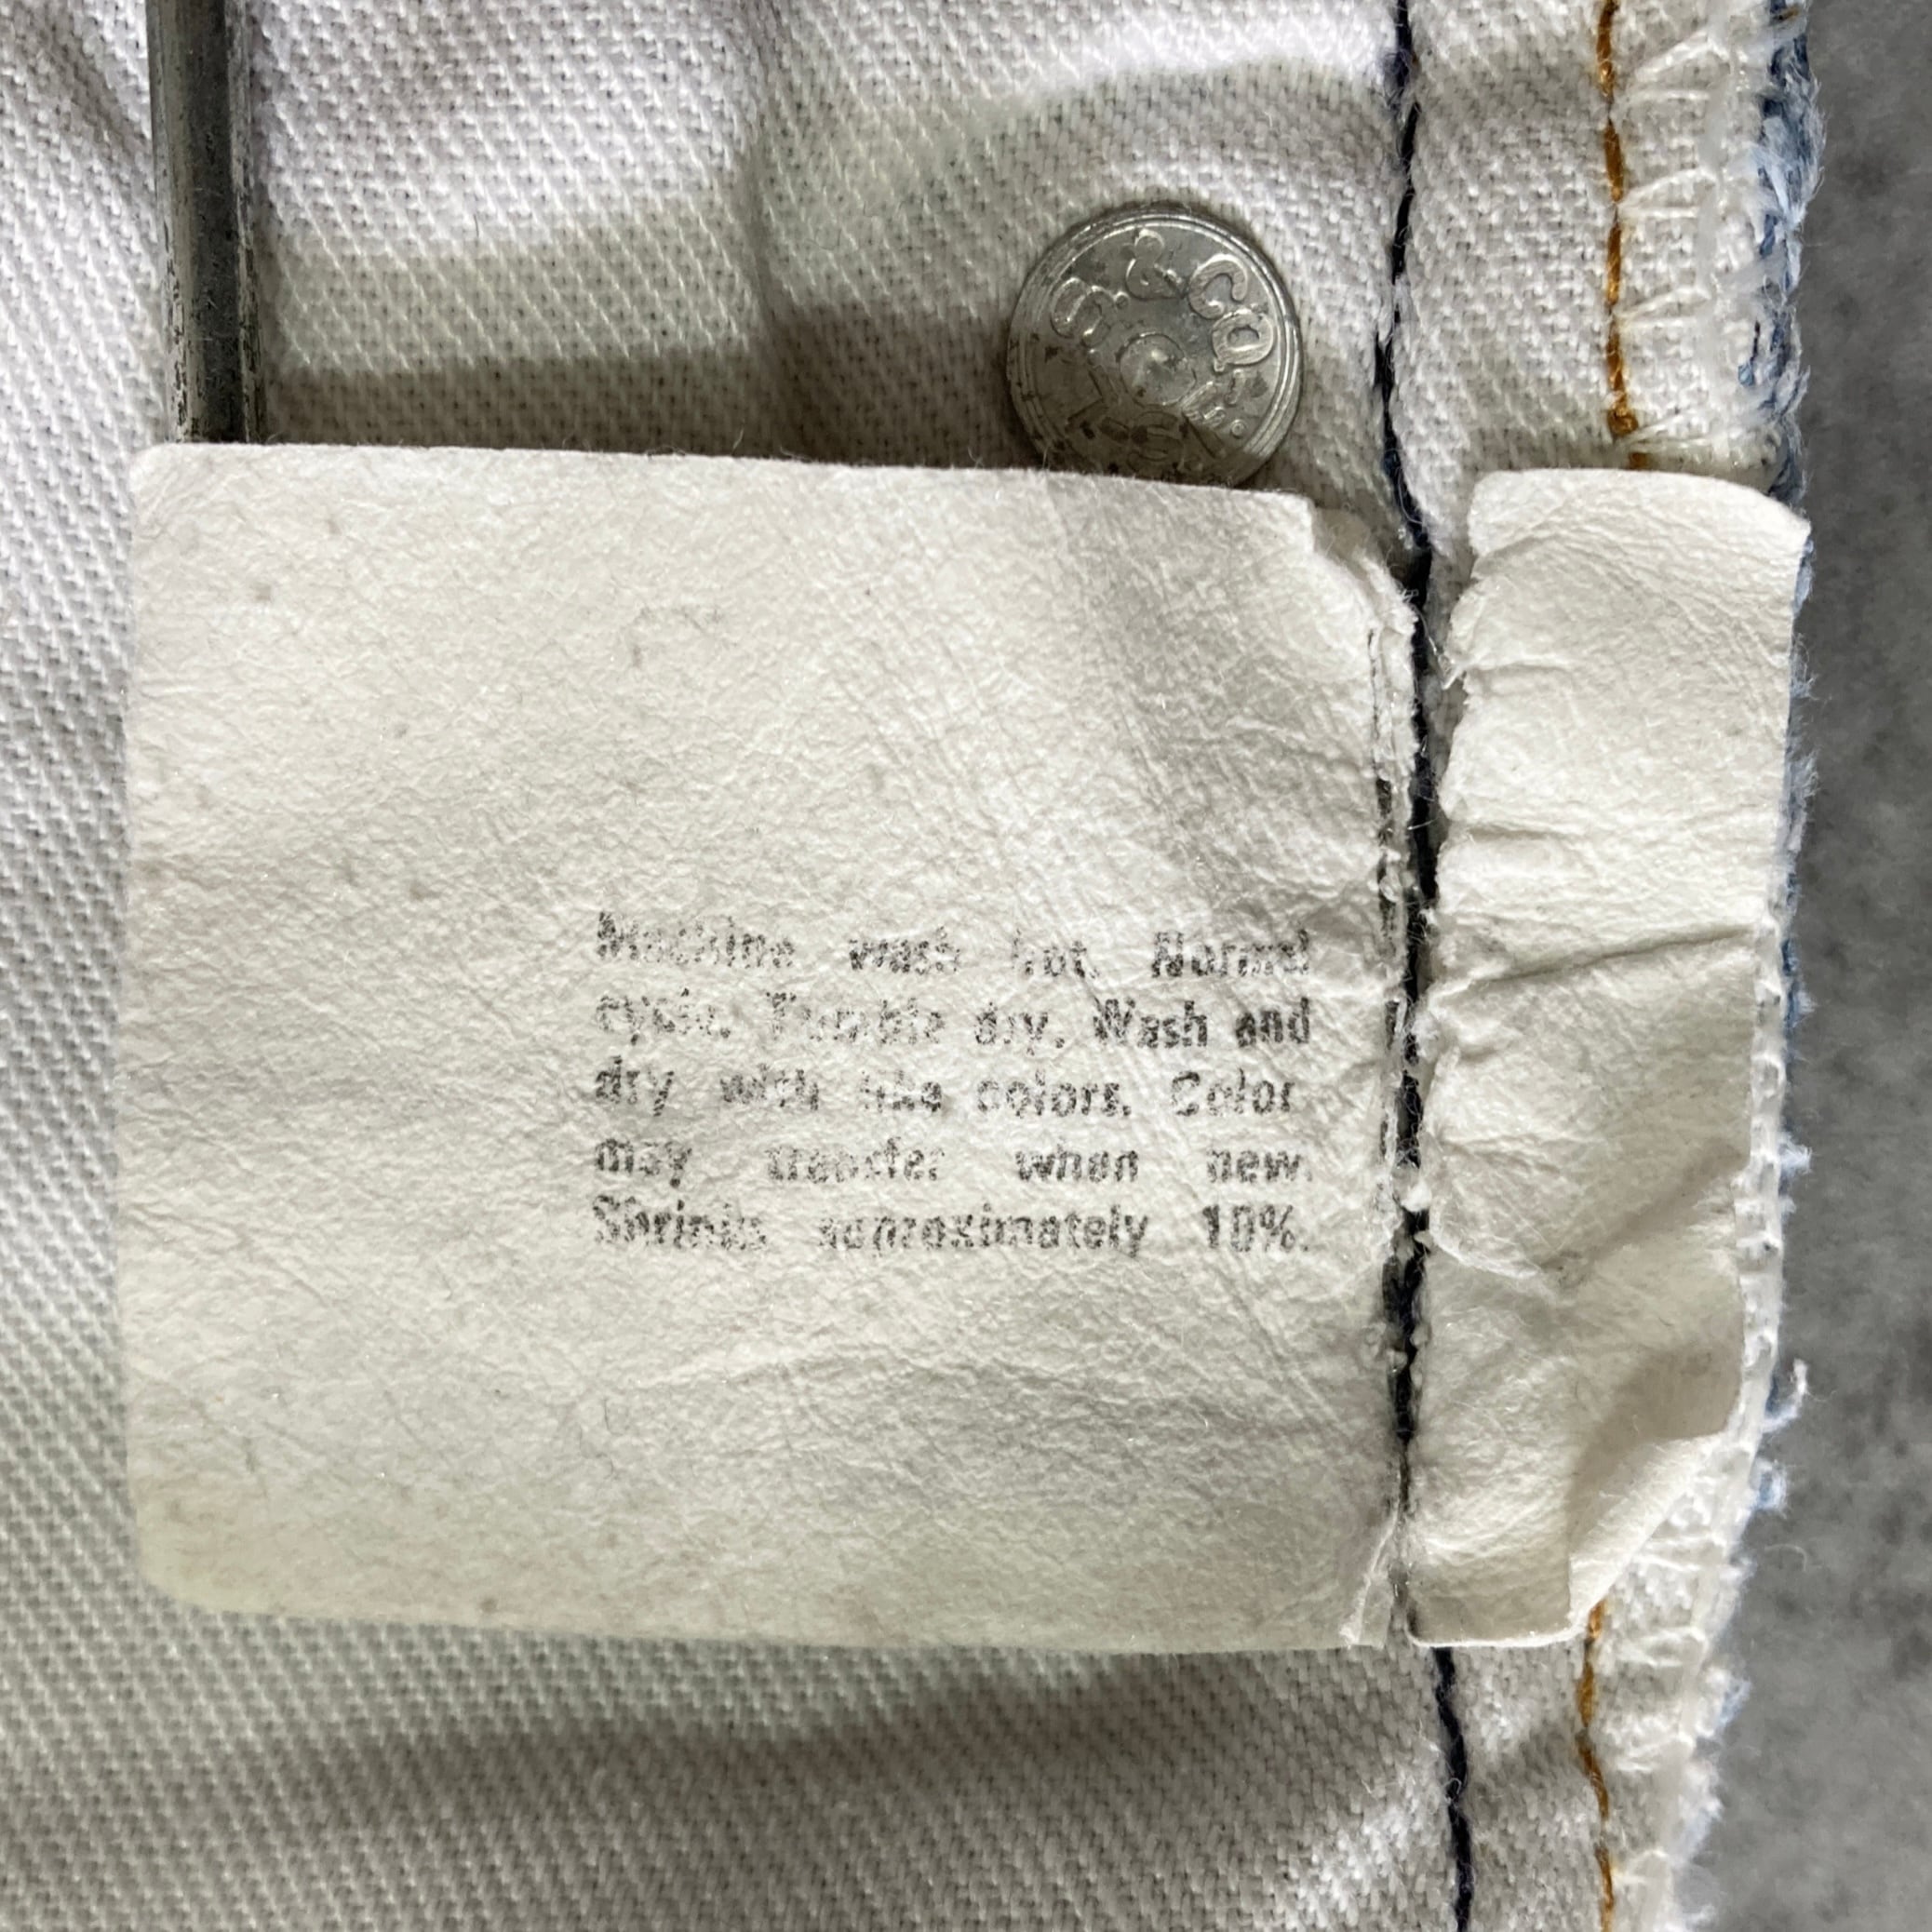 & Co
Machine wash hot. Normal
cycle. Tumble dry. Wash and
dry with like colors. Color
may transfer when new.
Shrinks approximately 10%.